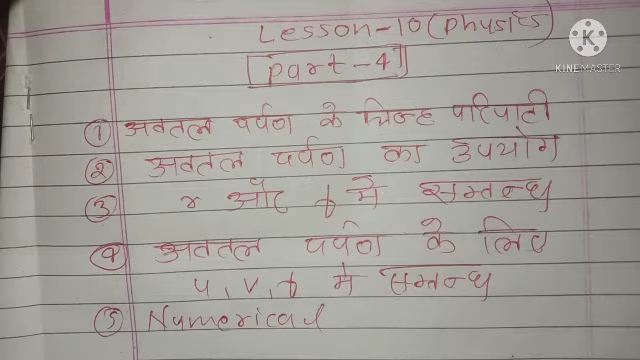 Lesson-10 (Physics)
Part-4
KINEMASTER
① अवतल दर्पण के चिन्ह परिपाटी
② अवतल दर्पण का उपयोग
③ r और f मे सम्बन्ध
④ अवतल दर्पण के लिए
u, v, f मे सम्बन्ध
⑤ Numerical